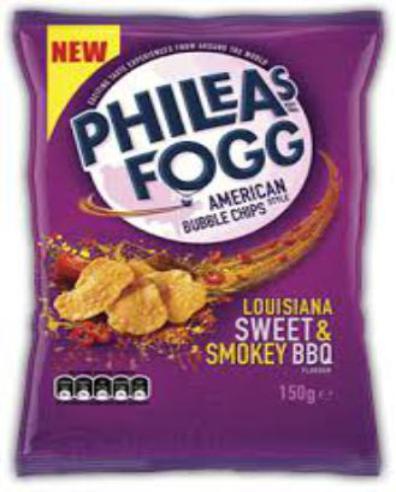 NEW
EXCITING TASTE EXPERIENCES FROM AROUND THE WORLD
PHILEAS
FOGG
AMERICAN
STYLE
BUBBLE CHIPS
LOUISIANA
SWEET &
SMOKEY BBQ
FLAVOUR
150g e